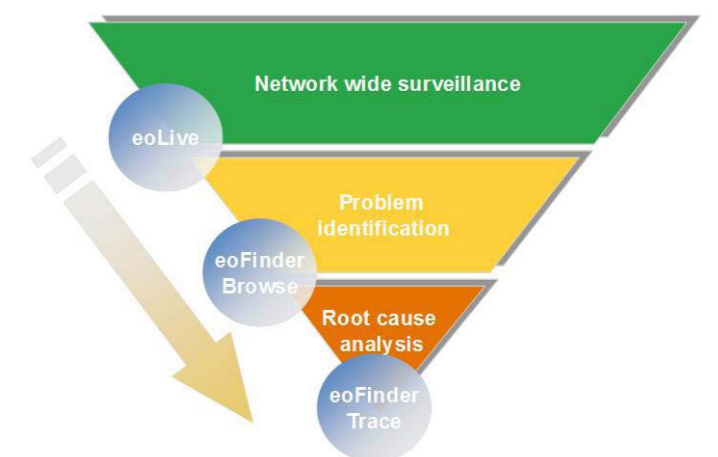 Network wide surveillance
eoLive
Problem
identification
eoFinder
Browse
Root cause
analysis
eoFinder
Trace